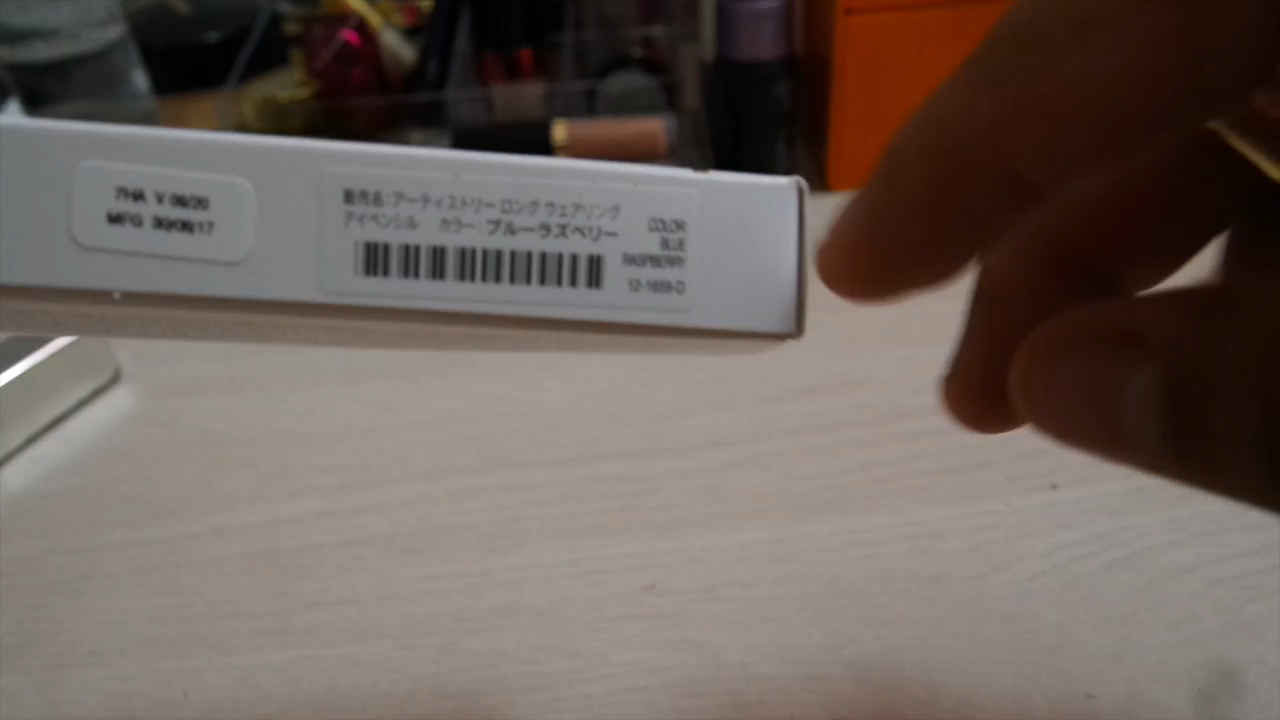 7HA V 09/20
MFG 30/08/17
販売名:アーティストリー ロング ウェアリング
アイペンシル カラー:ブルーラズベリー
COLOR
BLUE
RASPBERRY
12-1659-D